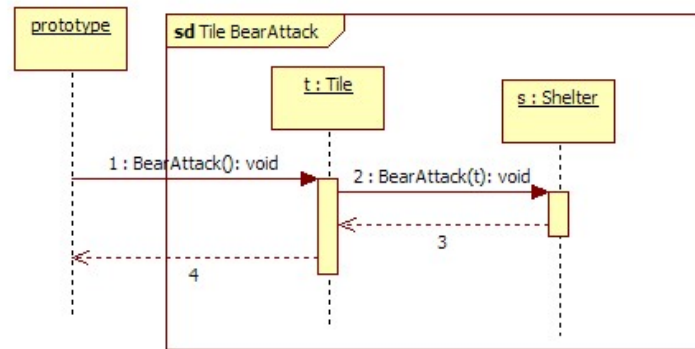 prototype
sd Tile BearAttack
t : Tile
s : Shelter
1 : BearAttack(): void
2 : BearAttack(t): void
3
4